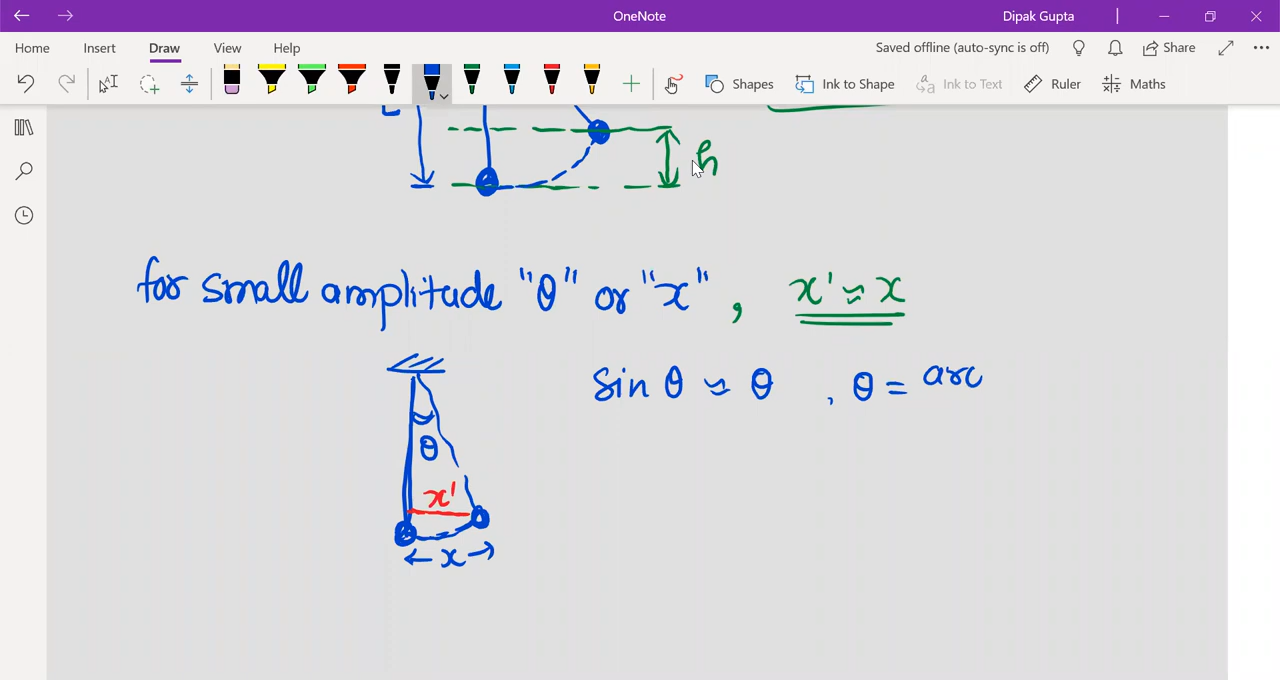 OneNote
Dipak Gupta
Home Insert Draw View Help
Saved offline (auto-sync is off)
Share
Shapes
Ink to Shape
Ink to Text
Ruler
Maths
L
h
for small amplitude "θ" or "x" , x' ≈ x
Sin θ ≈ θ , θ = arc
θ
x'
x